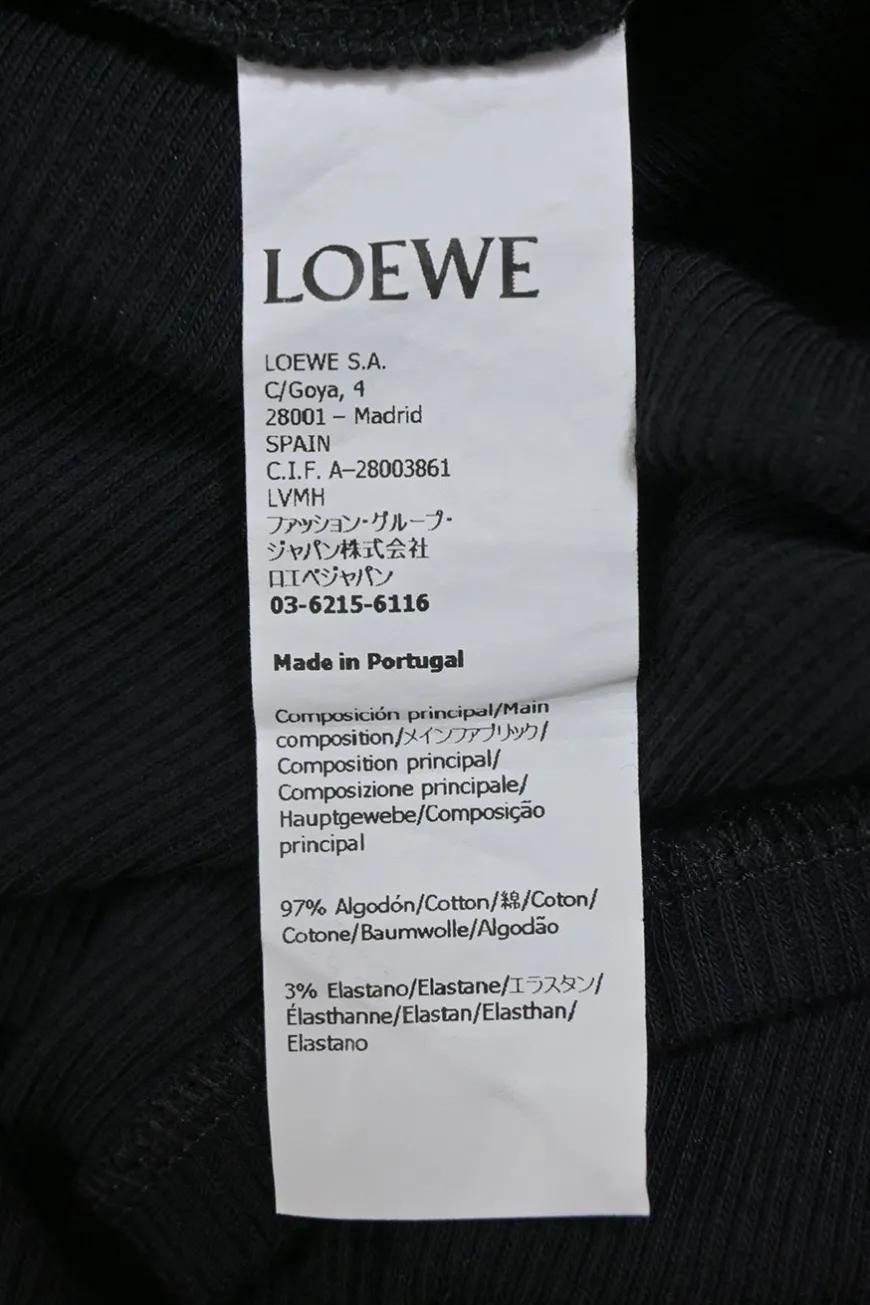 LOEWE
LOEWE S.A.
C/Goya, 4
28001 – Madrid
SPAIN
C.I.F. A–28003861
LVMH
ファッション・グループ・
ジャパン株式会社
ロエベジャパン
03-6215-6116
Made in Portugal
Composición principal/Main
composition/メインファブリック/
Composition principal/
Composizione principale/
Hauptgewebe/Composição
principal
97% Algodón/Cotton/綿/Coton/
Cotone/Baumwolle/Algodão
3% Elastano/Elastane/エラスタン/
Élasthanne/Elastan/Elasthan/
Elastano